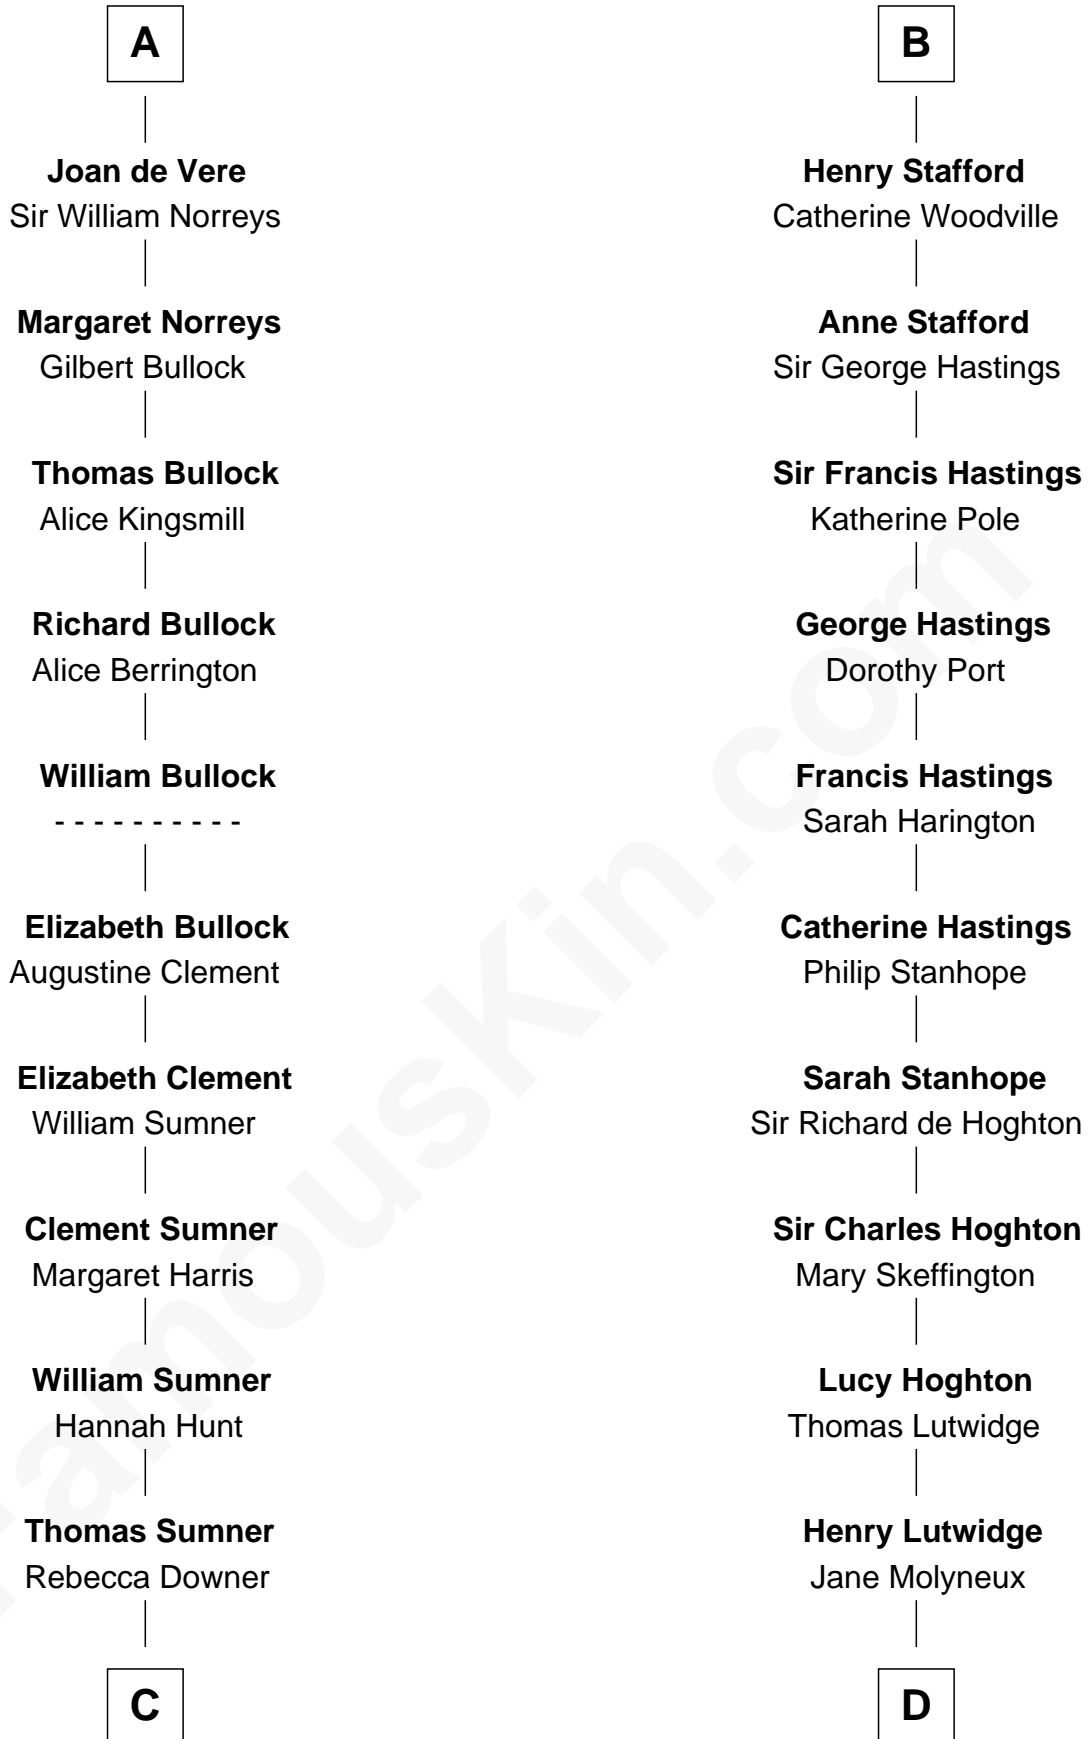 A
Joan de Vere
Sir William Norreys
Margaret Norreys
Gilbert Bullock
Thomas Bullock
Alice Kingsmill
Richard Bullock
Alice Berrington
William Bullock
- - - - - - - - - -
Elizabeth Bullock
Augustine Clement
Elizabeth Clement
William Sumner
Clement Sumner
Margaret Harris
William Sumner
Hannah Hunt
Thomas Sumner
Rebecca Downer
C
B
Henry Stafford
Catherine Woodville
Anne Stafford
Sir George Hastings
Sir Francis Hastings
Katherine Pole
George Hastings
Dorothy Port
Francis Hastings
Sarah Harington
Catherine Hastings
Philip Stanhope
Sarah Stanhope
Sir Richard de Hoghton
Sir Charles Hoghton
Mary Skeffington
Lucy Hoghton
Thomas Lutwidge
Henry Lutwidge
Jane Molyneux
D
FamousKin.com